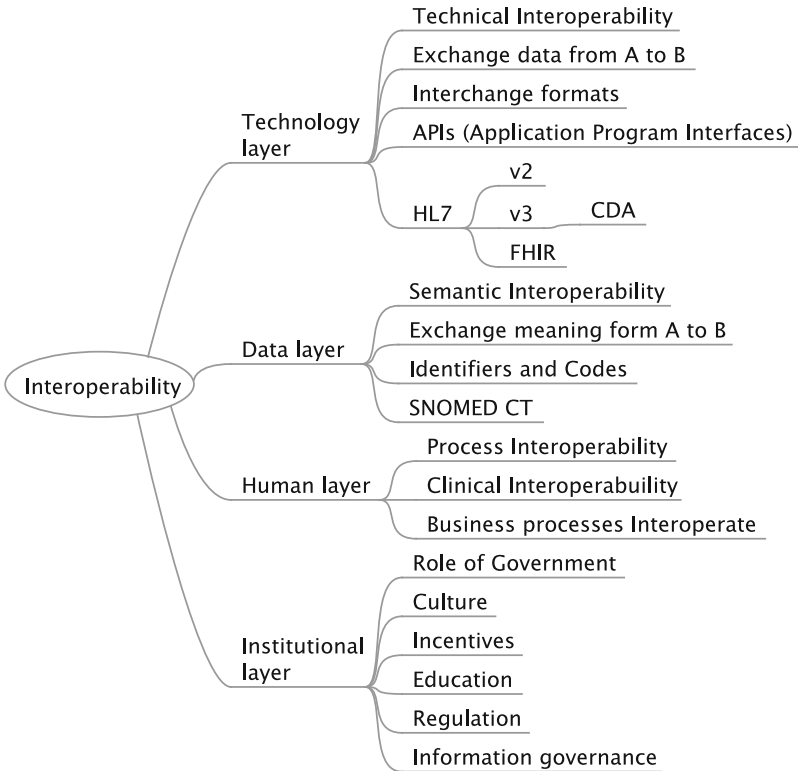 Interoperability
Technology
layer
Technical Interoperability
Exchange data from A to B
Interchange formats
APIs (Application Program Interfaces)
HL7
v2
v3
CDA
FHIR
Data layer
Semantic Interoperability
Exchange meaning form A to B
Identifiers and Codes
SNOMED CT
Human layer
Process Interoperability
Clinical Interoperabuility
Business processes Interoperate
Institutional
layer
Role of Government
Culture
Incentives
Education
Regulation
Information governance